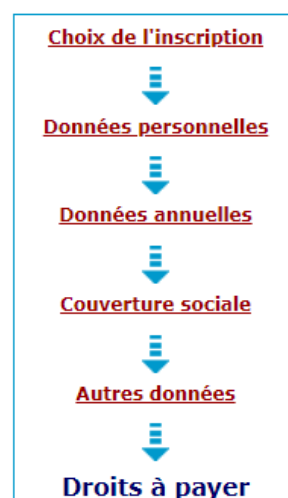 Choix de l'inscription
Données personnelles
Données annuelles
Couverture sociale
Autres données
Droits à payer